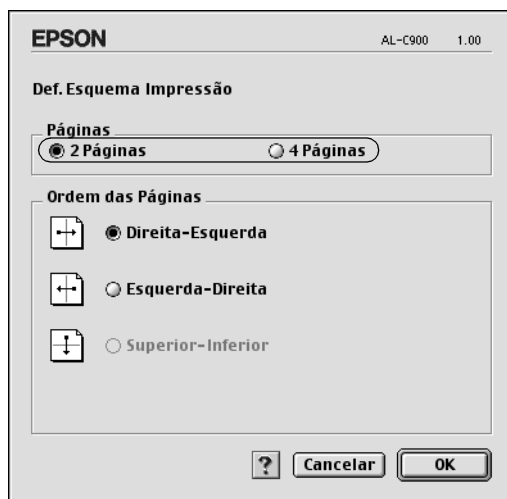 EPSON AL-C900 1.00
Def. Esquema Impressão
Páginas
2 Páginas 4 Páginas
Ordem das Páginas
Direita-Esquerda
Esquerda-Direita
Superior-Inferior
? Cancelar OK